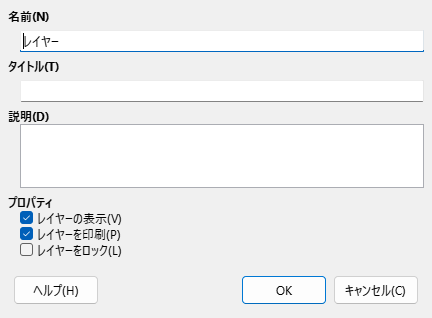 名前(N)
レイヤー
タイトル(T)
説明(D)
プロパティ
レイヤーの表示(V)
レイヤーを印刷(P)
レイヤーをロック(L)
ヘルプ(H)
OK
キャンセル(C)